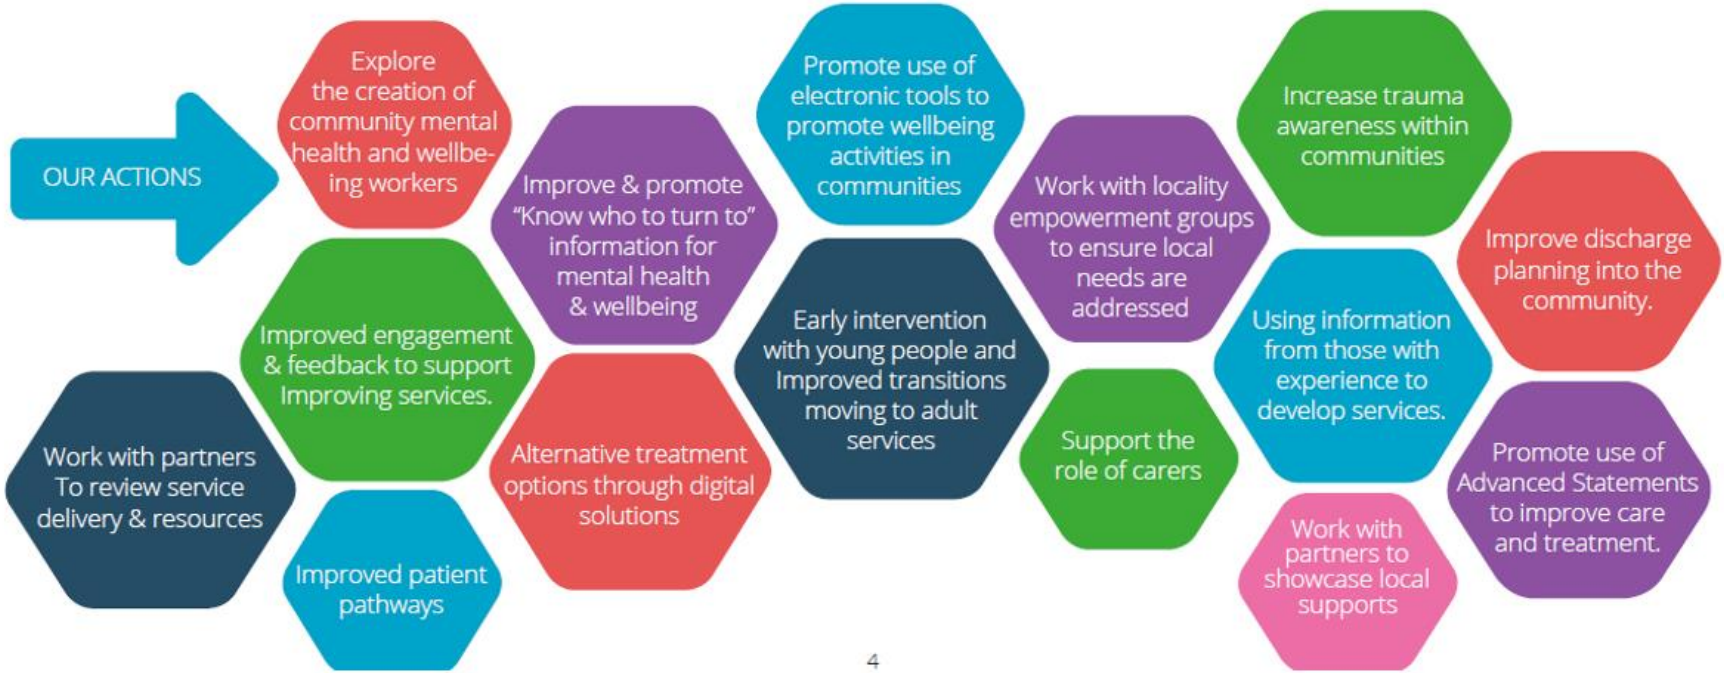 OUR ACTIONS
Explore
the creation of
community mental
health and wellbe-
ing workers
Improve & promote
“Know who to turn to”
information for
mental health
& wellbeing
Promote use of
electronic tools to
promote wellbeing
activities in
communities
Work with locality
empowerment groups
to ensure local
needs are
addressed
Increase trauma
awareness within
communities
Improve discharge
planning into the
community.
Improved engagement
& feedback to support
Improving services.
Early intervention
with young people and
Improved transitions
moving to adult
services
Using information
from those with
experience to
develop services.
Work with partners
To review service
delivery & resources
Alternative treatment
options through digital
solutions
Support the
role of carers
Promote use of
Advanced Statements
to improve care
and treatment.
Improved patient
pathways
Work with
partners to
showcase local
supports
4